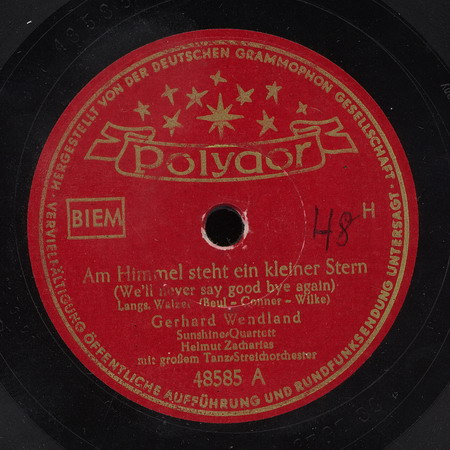 HERGESTELLT VON DER DEUTSCHEN GRAMMOPHON GESELLSCHAFT · VERVIELFÄLTIGUNG ÖFFENTLICHE AUFFÜHRUNG UND RUNDFUNKSENDUNG UNTERSAGT ·
Polydor
BIEM
48 H
Am Himmel steht ein kleiner Stern
(We'll never say good bye again)
Langs. Walzer (Beul - Conner - Wilke)
Gerhard Wendland
Sunshine-Quartett
Helmut Zacharias
mit großem Tanz-Streichorchester
48585 A